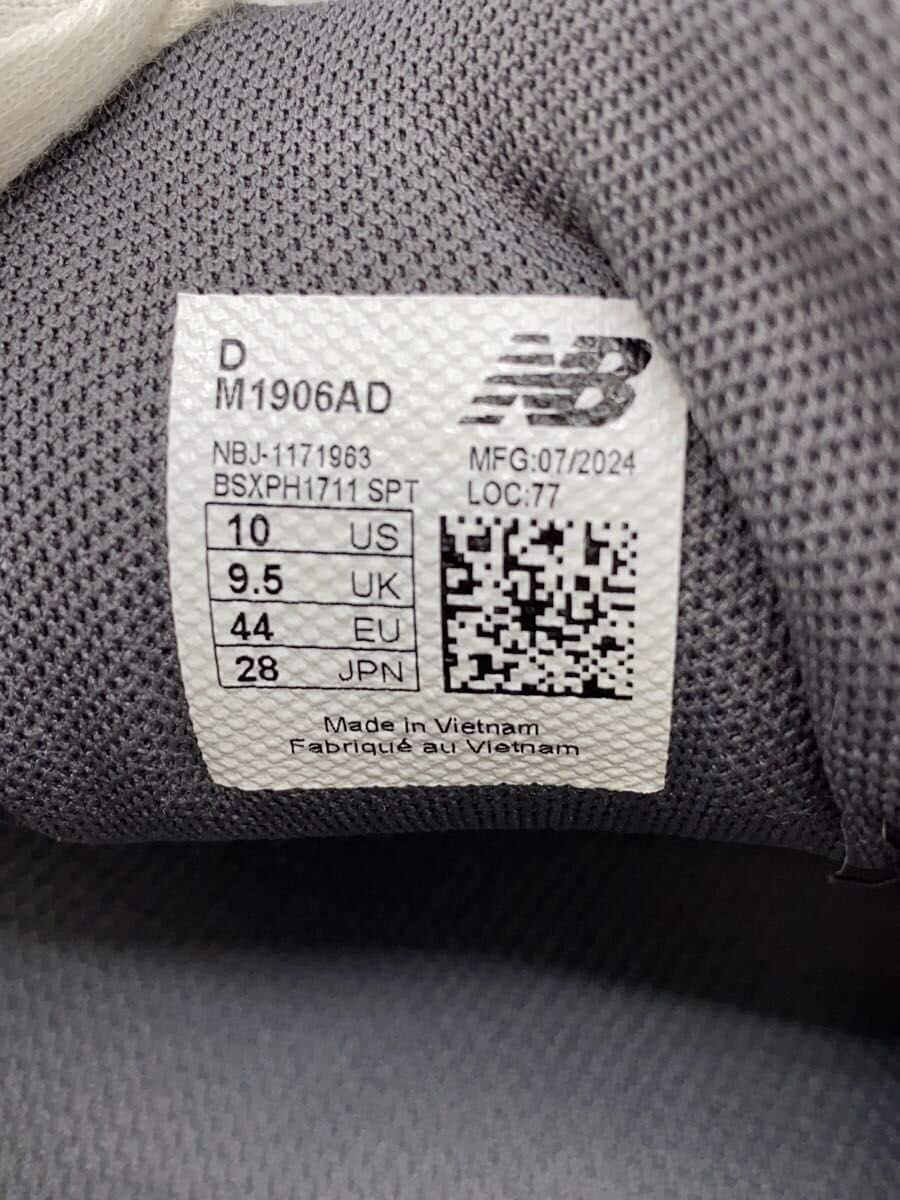 D
M1906AD
NB
NBJ-1171963
MFG:07/2024
BSXPH1711 SPT
LOC:77
10 US
9.5 UK
44 EU
28 JPN
Made in Vietnam
Fabriqué au Vietnam